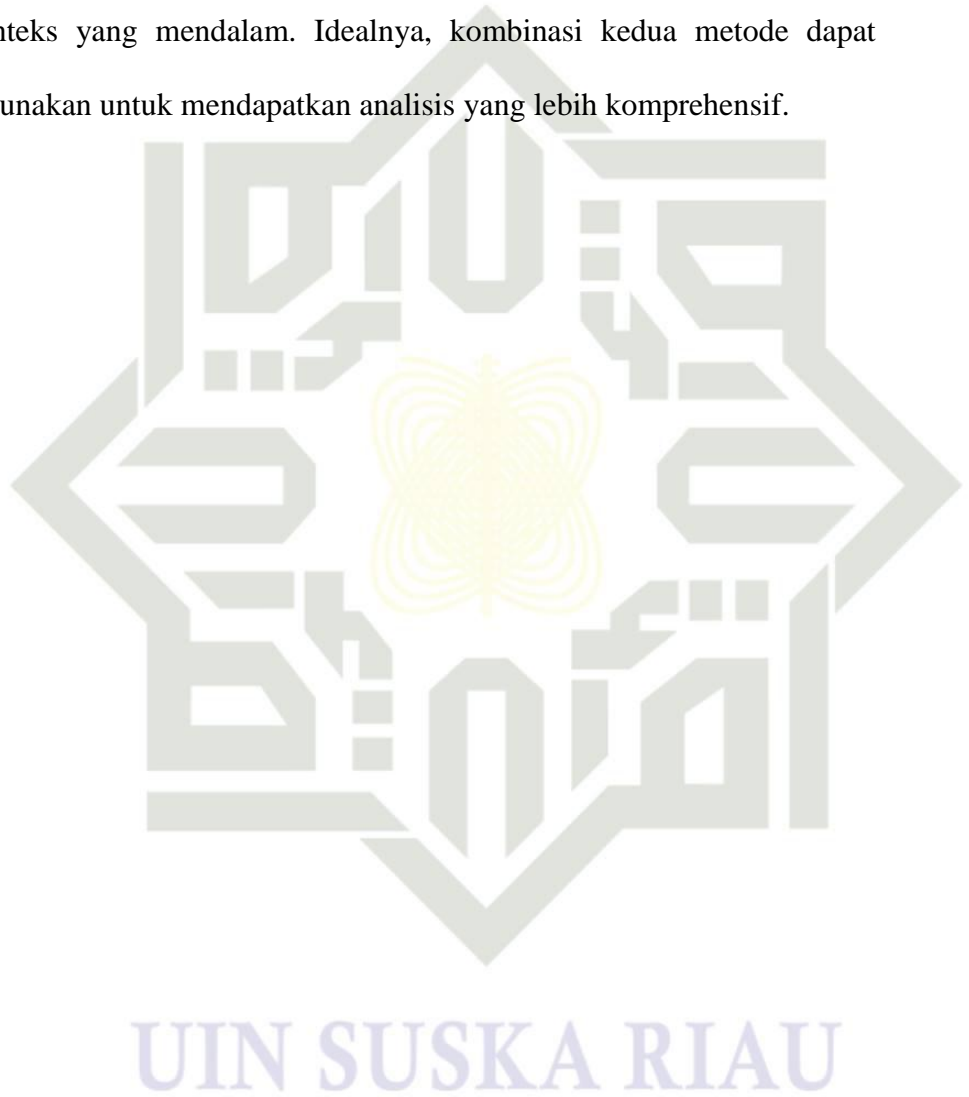 nteks yang mendalam. Idealnya, kombinasi kedua metode dapat
unakan untuk mendapatkan analisis yang lebih komprehensif.
UIN SUSKA RIAU